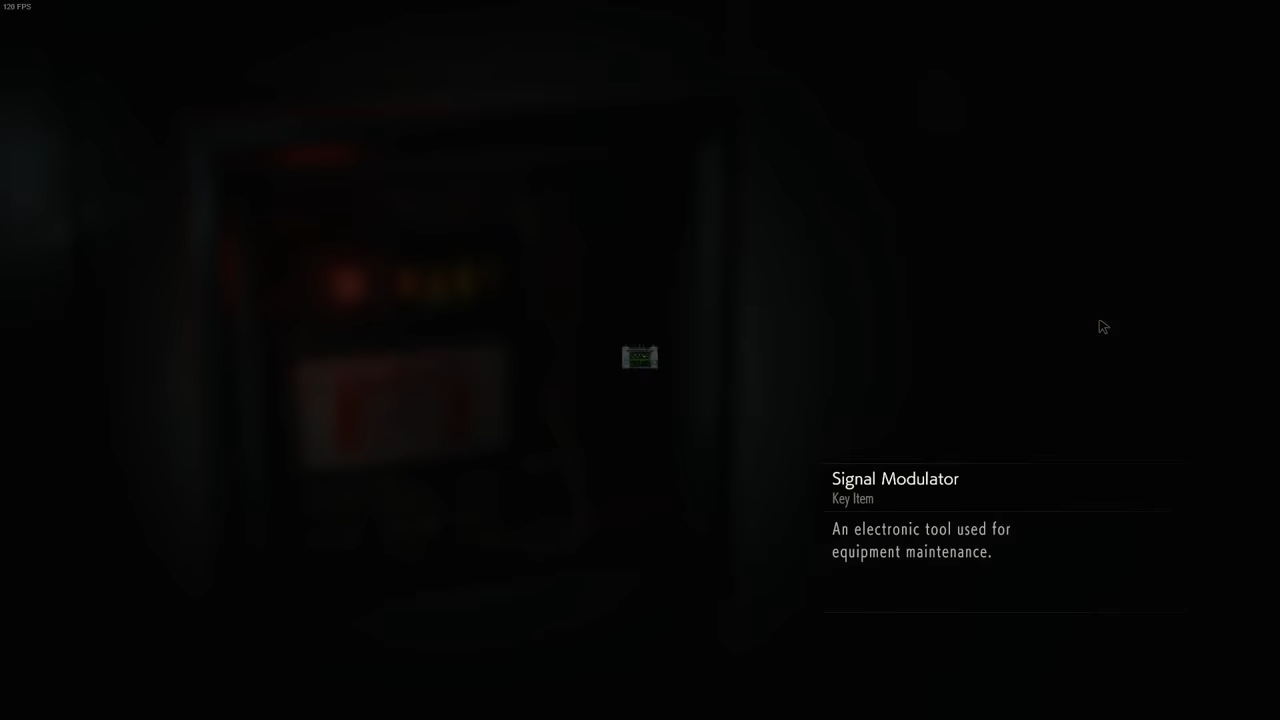 120 FPS
Signal Modulator
Key Item
An electronic tool used for
equipment maintenance.